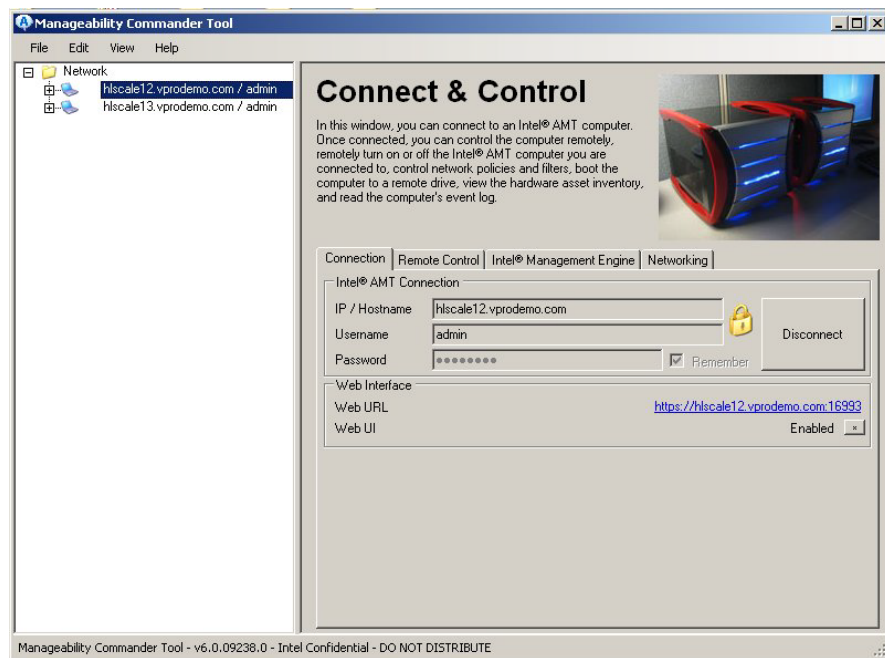 Manageability Commander Tool
File Edit View Help
Network
hlscale12.vprodemo.com / admin
hlscale13.vprodemo.com / admin
Connect & Control
In this window, you can connect to an Intel® AMT computer.
Once connected, you can control the computer remotely,
remotely turn on or off the Intel® AMT computer you are
connected to, control network policies and filters, boot the
computer to a remote drive, view the hardware asset inventory,
and read the computer's event log.
Connection Remote Control Intel® Management Engine Networking
Intel® AMT Connection
IP / Hostname hlscale12.vprodemo.com
Username admin
Disconnect
Password ●●●●●●●● Remember
Web Interface
Web URL https://hlscale12.vprodemo.com:16993
Web UI Enabled
Manageability Commander Tool - v6.0.09238.0 - Intel Confidential - DO NOT DISTRIBUTE